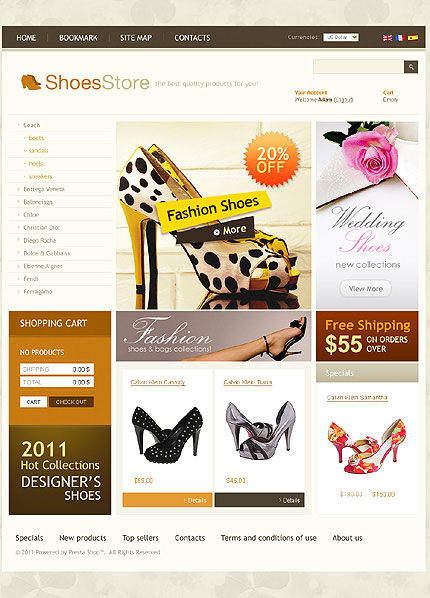 HOME
BOOKMARK
SITE MAP
CONTACTS
Currencies:
US Dollar
ShoesStore
the best quality products for you!
Your Account
Welcome Adam (Logout)
Cart
Empty
Coach
boots
sandals
heels
sneakers
Bottega Veneta
Balenciaga
Chloe
Christian Dior
Diego Rocha
Dolce & Gabbana
Etienne Aigner
Fendi
Ferragamo
20%
OFF
Fashion Shoes
More
Wedding
Shoes
new collections
View More
SHOPPING CART
NO PRODUCTS
SHIPPING 0.00 $
TOTAL 0.00 $
CART
CHECK OUT
Fashion
shoes & bags collections!
Free Shipping
$55 ON ORDERS
OVER
Specials
Calvin Klein Cassidy
Calvin Klein Tiana
Calvin Klein Samantha
$46.00
$150.00
Details
Details
2011
Hot Collections
DESIGNER'S
SHOES
Specials
New products
Top sellers
Contacts
Terms and conditions of use
About us
© 2011 Powered by Presta Shop™. All Rights Reserved